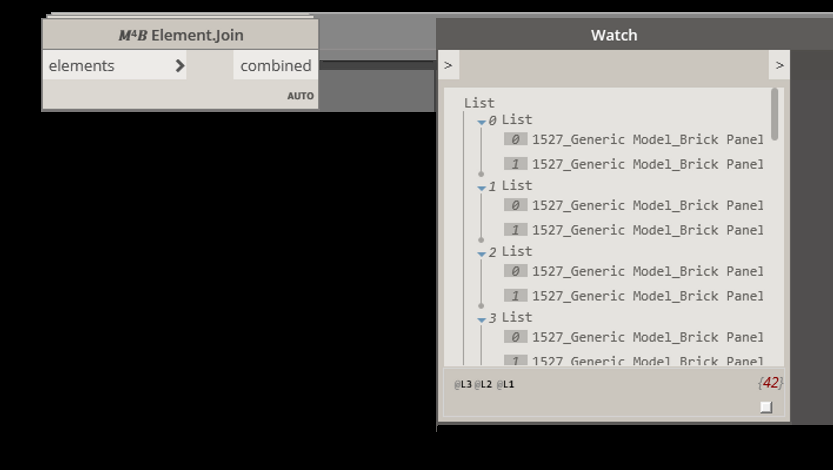 M⁴B Element.Join
elements > combined
AUTO
Watch
> >
List
0 List
0 1527_Generic Model_Brick Panel
1 1527_Generic Model_Brick Panel
1 List
0 1527_Generic Model_Brick Panel
1 1527_Generic Model_Brick Panel
2 List
0 1527_Generic Model_Brick Panel
1 1527_Generic Model_Brick Panel
3 List
0 1527_Generic Model_Brick Panel
1 1527_Generic Model_Brick Panel
@L3 @L2 @L1
{42}